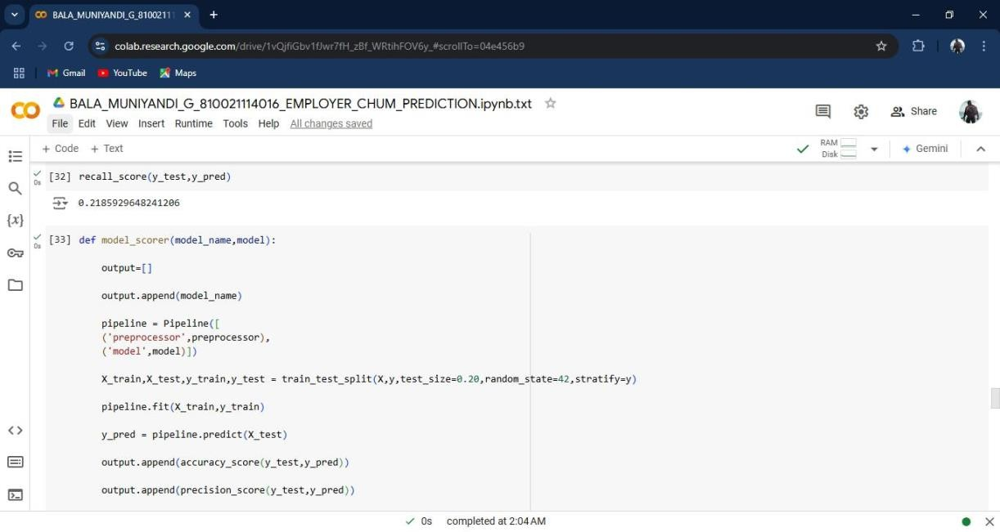 BALA_MUNIYANDI_G_8100211
colab.research.google.com/drive/1vQjfiGbv1fJwr7fH_zBf_WRtihFOV6y_#scrollTo=04e456b9
Gmail YouTube Maps
BALA_MUNIYANDI_G_810021114016_EMPLOYER_CHUM_PREDICTION.ipynb.txt
File Edit View Insert Runtime Tools Help All changes saved
Share
+ Code + Text
RAM
Disk
Gemini
[32] recall_score(y_test,y_pred)
0s
0.2185929648241206
[33] def model_scorer(model_name,model):
0s
output=[]
output.append(model_name)
pipeline = Pipeline([
('preprocessor',preprocessor),
('model',model)])
X_train,X_test,y_train,y_test = train_test_split(X,y,test_size=0.20,random_state=42,stratify=y)
pipeline.fit(X_train,y_train)
y_pred = pipeline.predict(X_test)
output.append(accuracy_score(y_test,y_pred))
output.append(precision_score(y_test,y_pred))
0s completed at 2:04 AM